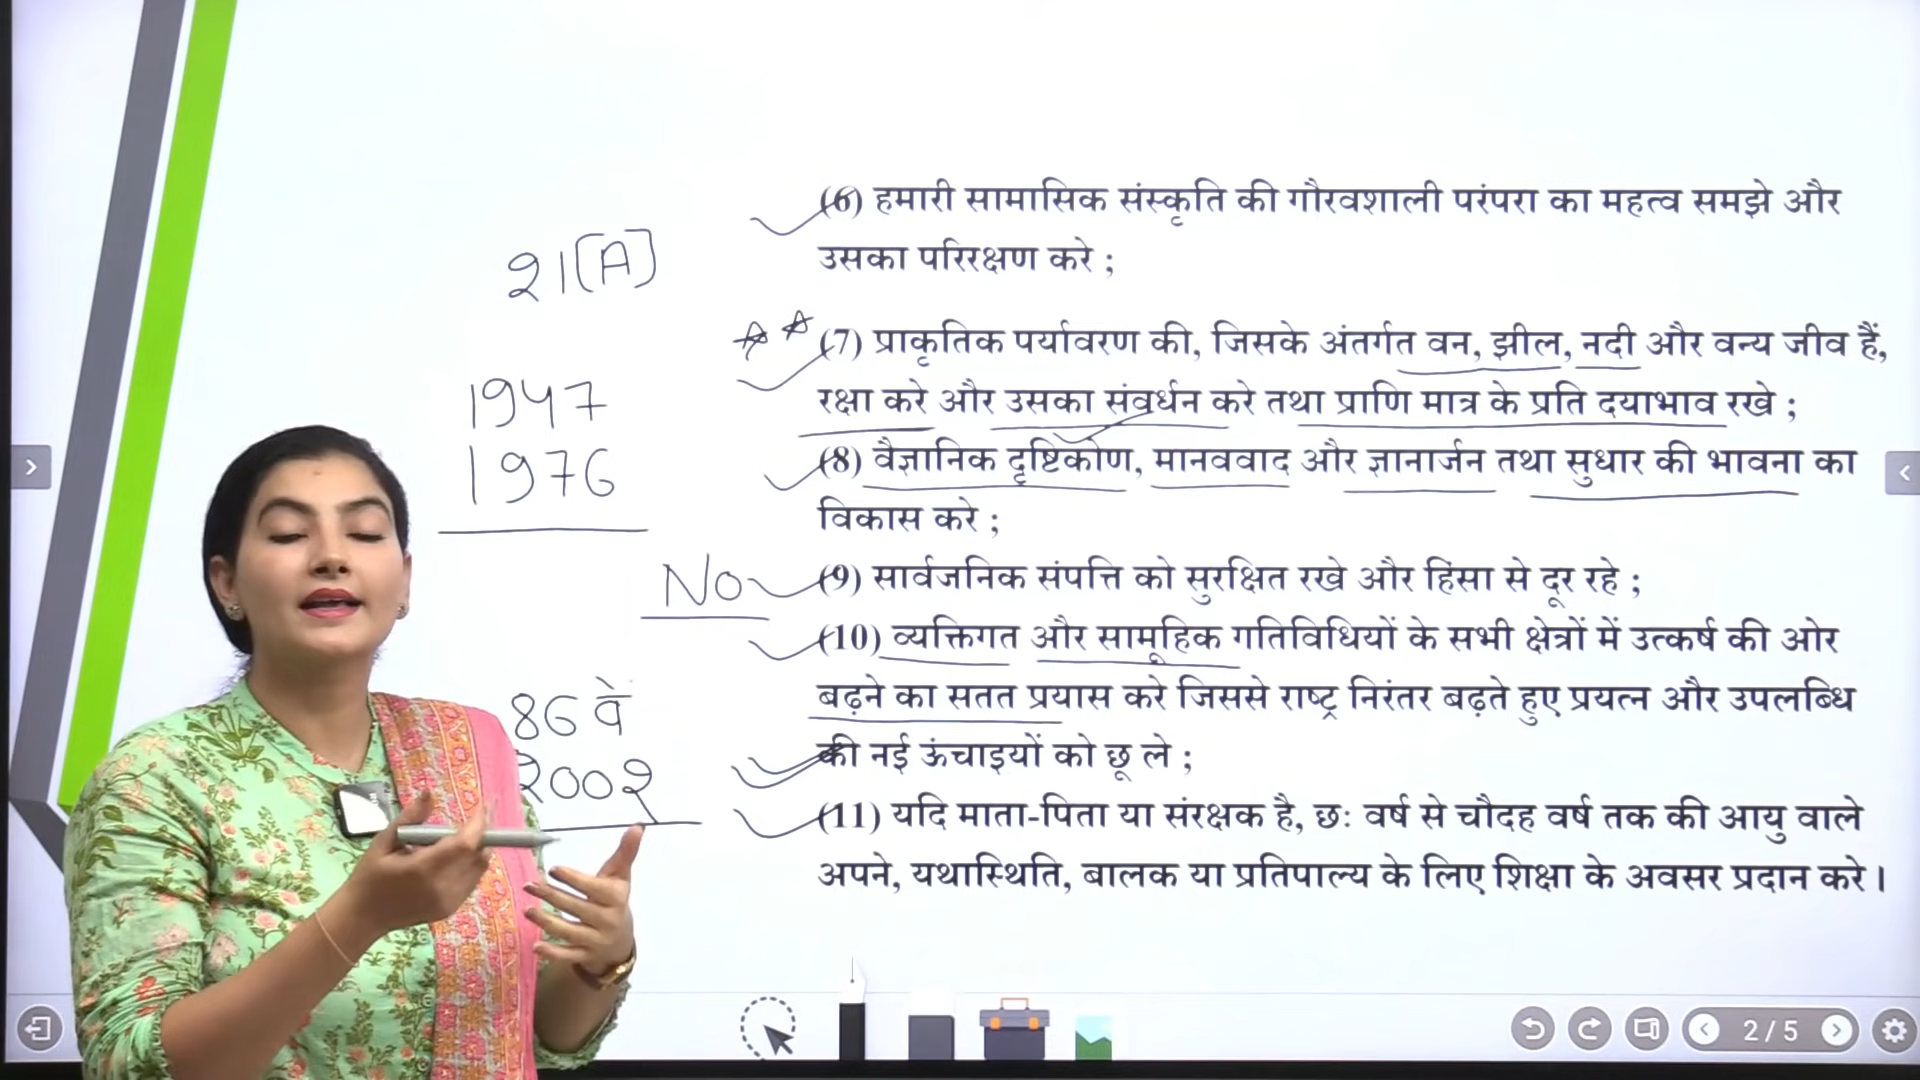 (6) हमारी सामासिक संस्कृति की गौरवशाली परंपरा का महत्व समझे और
उसका परिरक्षण करे ;
21[A]
(7) प्राकृतिक पर्यावरण की, जिसके अंतर्गत वन, झील, नदी और वन्य जीव हैं,
रक्षा करे और उसका संवर्धन करे तथा प्राणि मात्र के प्रति दयाभाव रखे ;
1947
1976
(8) वैज्ञानिक दृष्टिकोण, मानववाद और ज्ञानार्जन तथा सुधार की भावना का
विकास करे ;
No
(9) सार्वजनिक संपत्ति को सुरक्षित रखे और हिंसा से दूर रहे ;
(10) व्यक्तिगत और सामूहिक गतिविधियों के सभी क्षेत्रों में उत्कर्ष की ओर
बढ़ने का सतत प्रयास करे जिससे राष्ट्र निरंतर बढ़ते हुए प्रयत्न और उपलब्धि
की नई ऊंचाइयों को छू ले ;
86 वे
2002
(11) यदि माता-पिता या संरक्षक है, छः वर्ष से चौदह वर्ष तक की आयु वाले
अपने, यथास्थिति, बालक या प्रतिपाल्य के लिए शिक्षा के अवसर प्रदान करे।
2 / 5